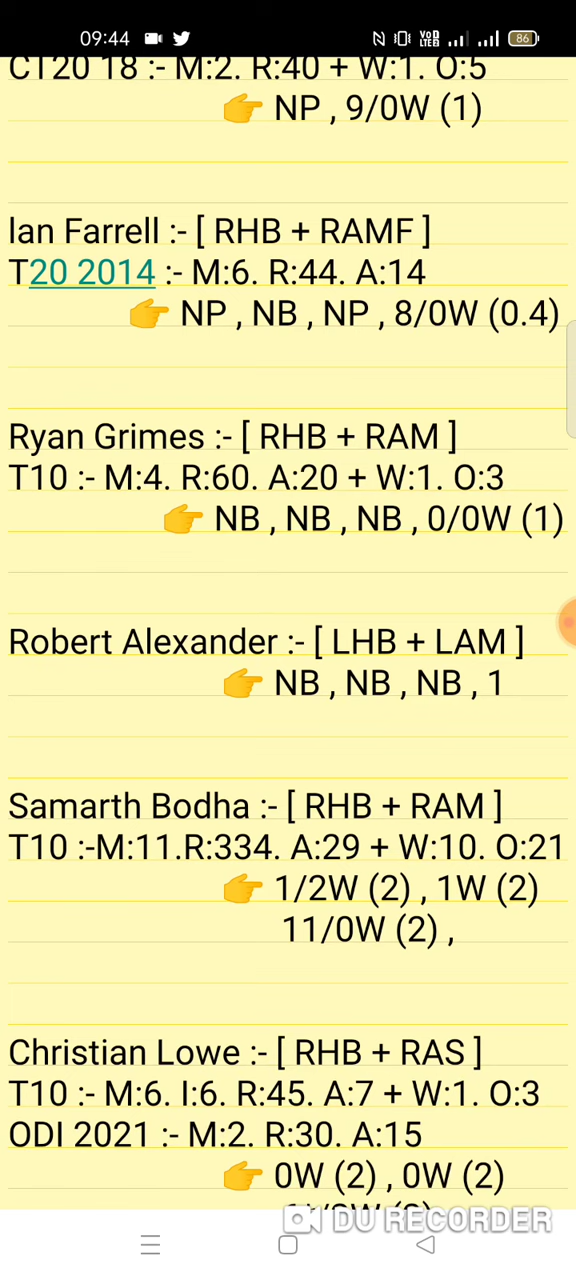 09:44
VoD LTEB 86
CT20 18 :- M:2. R:40 + W:1. O:5
👉 NP , 9/0W (1)
Ian Farrell :- [ RHB + RAMF ]
T20 2014 :- M:6. R:44. A:14
👉 NP , NB , NP , 8/0W (0.4)
Ryan Grimes :- [ RHB + RAM ]
T10 :- M:4. R:60. A:20 + W:1. O:3
👉 NB , NB , NB , 0/0W (1)
Robert Alexander :- [ LHB + LAM ]
👉 NB , NB , NB , 1
Samarth Bodha :- [ RHB + RAM ]
T10 :-M:11.R:334. A:29 + W:10. O:21
👉 1/2W (2) , 1W (2)
11/0W (2) ,
Christian Lowe :- [ RHB + RAS ]
T10 :- M:6. I:6. R:45. A:7 + W:1. O:3
ODI 2021 :- M:2. R:30. A:15
👉 0W (2) , 0W (2)
DU RECORDER